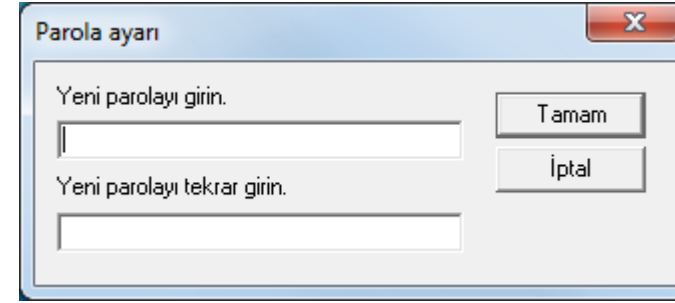 Parola ayarı
Yeni parolayı girin.
Tamam
İptal
Yeni parolayı tekrar girin.